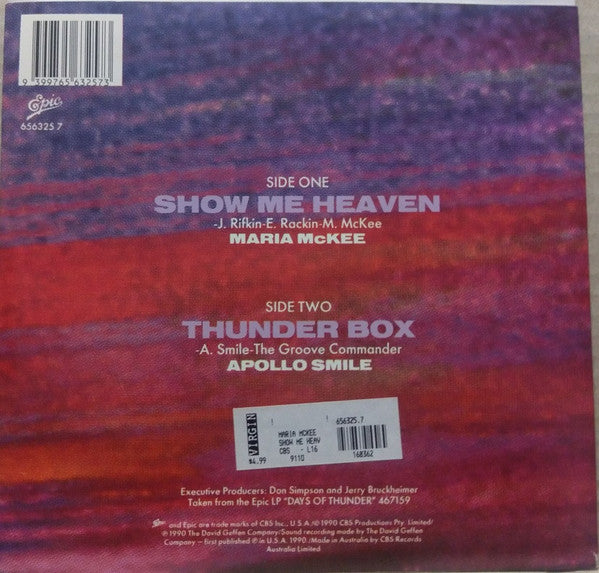 9 399765 632573
Epic
656325 7
SIDE ONE
SHOW ME HEAVEN
-J. Rifkin-E. Rackin-M. McKee
MARIA McKEE
SIDE TWO
THUNDER BOX
-A. Smile-The Groove Commander
APOLLO SMILE
VIRGIN
656325.7
MARIA MCKEE
SHOW ME HEAV
CBS - L16
$4.99 9110 168362
Executive Producers: Don Simpson and Jerry Bruckheimer
Taken from the Epic LP "DAYS OF THUNDER" 467159
Epic and Epic are trade marks of CBS Inc., U.S.A./© 1990 CBS Productions Pty. Limited/
℗ 1990 The David Geffen Company/Sound recording made by The David Geffen
Company – first published in U.S.A. 1990./Made in Australia by CBS Records
Australia Limited